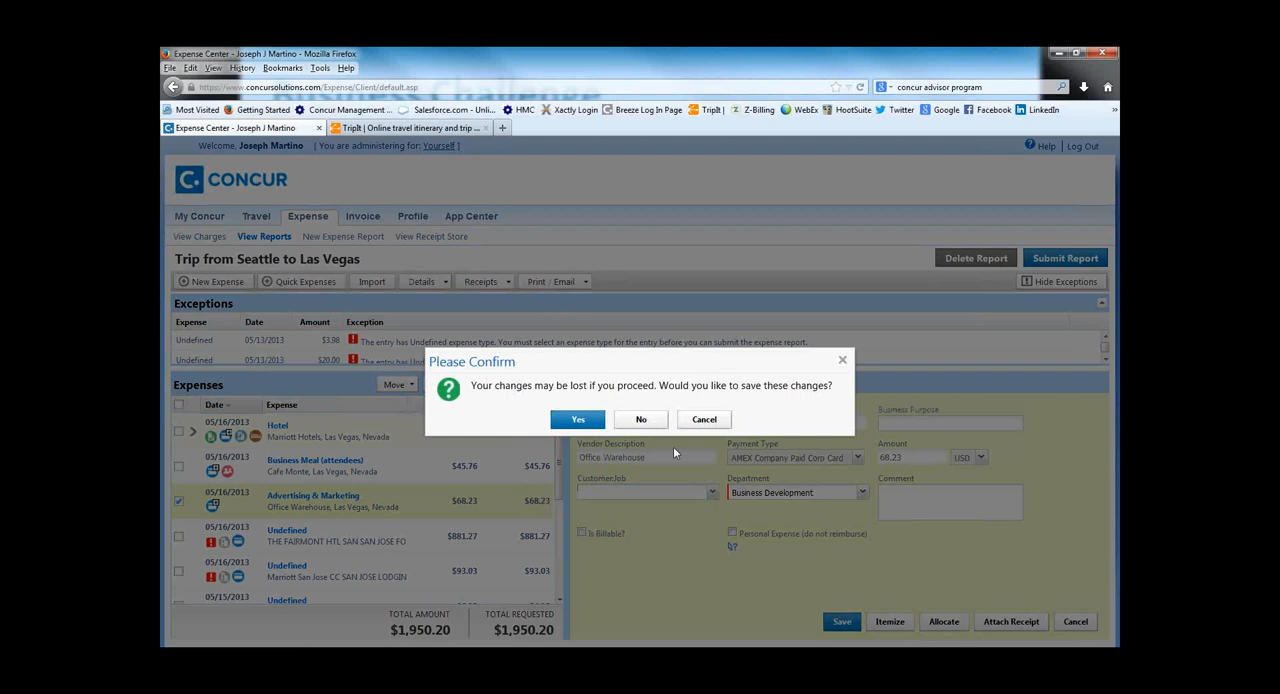 Expense Center - Joseph J Martino - Mozilla Firefox
File Edit View History Bookmarks Tools Help
https://www.concursolutions.com/Expense/Client/default.asp
concur advisor program
Business Challenge
Most Visited Getting Started Concur Management ... Salesforce.com - Unli... HMC Xactly Login Breeze Log In Page TripIt | Z-Billing WebEx HootSuite Twitter Google Facebook LinkedIn »
Expense Center - Joseph J Martino × TripIt | Online travel itinerary and trip ... × +
Welcome, Joseph Martino [ You are administering for: Yourself ] Help | Log Out
C. CONCUR
My Concur Travel Expense Invoice Profile App Center
View Charges View Reports New Expense Report View Receipt Store
Trip from Seattle to Las Vegas Delete Report Submit Report
New Expense Quick Expenses Import Details Receipts Print / Email Hide Exceptions
Exceptions
Expense Date Amount Exception
Undefined 05/13/2013 $3.98 The entry has Undefined expense type. You must select an expense type for the entry before you can submit the expense report.
Undefined 05/13/2013 $20.00 The entry has
Please Confirm
Your changes may be lost if you proceed. Would you like to save these changes?
Yes No Cancel
Expenses Move
Date Expense
05/16/2013 Hotel
Marriott Hotels, Las Vegas, Nevada
Business Meal (attendees)
05/16/2013 Cafe Monte, Las Vegas, Nevada $45.76 $45.76
05/16/2013 Advertising & Marketing
Office Warehouse, Las Vegas, Nevada $68.23 $68.23
05/16/2013 Undefined
THE FAIRMONT HTL SAN SAN JOSE FO $881.27 $881.27
05/16/2013 Undefined
Marriott San Jose CC SAN JOSE LODGIN $93.03 $93.03
05/15/2013 Undefined
TOTAL AMOUNT TOTAL REQUESTED
$1,950.20 $1,950.20
Business Purpose
Vendor Description Payment Type Amount
Office Warehouse AMEX Company Paid Corp Card 68.23 USD
Customer:Job Department Comment
Business Development
Is Billable? Personal Expense (do not reimburse)
Save Itemize Allocate Attach Receipt Cancel